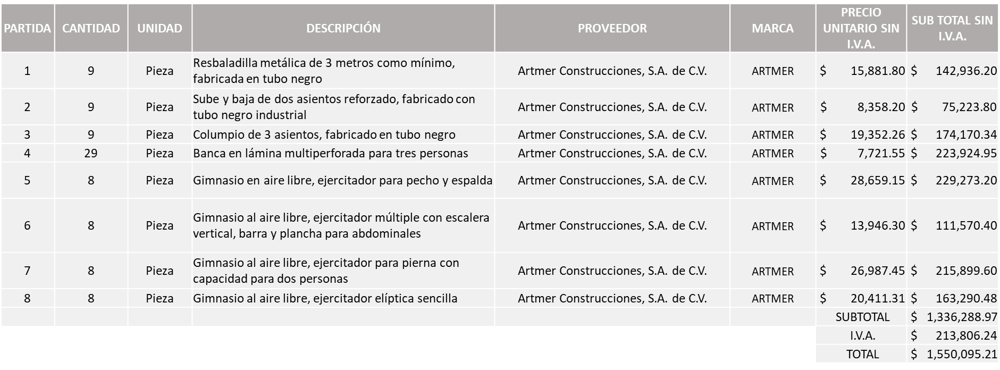 PARTIDA CANTIDAD UNIDAD DESCRIPCIÓN PROVEEDOR MARCA PRECIO UNITARIO SIN I.V.A. SUB TOTAL SIN I.V.A.
1 9 Pieza Resbaladilla metálica de 3 metros como mínimo, fabricada en tubo negro Artmer Construcciones, S.A. de C.V. ARTMER $ 15,881.80 $ 142,936.20
2 9 Pieza Sube y baja de dos asientos reforzado, fabricado con tubo negro industrial Artmer Construcciones, S.A. de C.V. ARTMER $ 8,358.20 $ 75,223.80
3 9 Pieza Columpio de 3 asientos, fabricado en tubo negro Artmer Construcciones, S.A. de C.V. ARTMER $ 19,352.26 $ 174,170.34
4 29 Pieza Banca en lámina multiperforada para tres personas Artmer Construcciones, S.A. de C.V. ARTMER $ 7,721.55 $ 223,924.95
5 8 Pieza Gimnasio en aire libre, ejercitador para pecho y espalda Artmer Construcciones, S.A. de C.V. ARTMER $ 28,659.15 $ 229,273.20
6 8 Pieza Gimnasio al aire libre, ejercitador múltiple con escalera vertical, barra y plancha para abdominales Artmer Construcciones, S.A. de C.V. ARTMER $ 13,946.30 $ 111,570.40
7 8 Pieza Gimnasio al aire libre, ejercitador para pierna con capacidad para dos personas Artmer Construcciones, S.A. de C.V. ARTMER $ 26,987.45 $ 215,899.60
8 8 Pieza Gimnasio al aire libre, ejercitador elíptica sencilla Artmer Construcciones, S.A. de C.V. ARTMER $ 20,411.31 $ 163,290.48
SUBTOTAL $ 1,336,288.97
I.V.A. $ 213,806.24
TOTAL $ 1,550,095.21